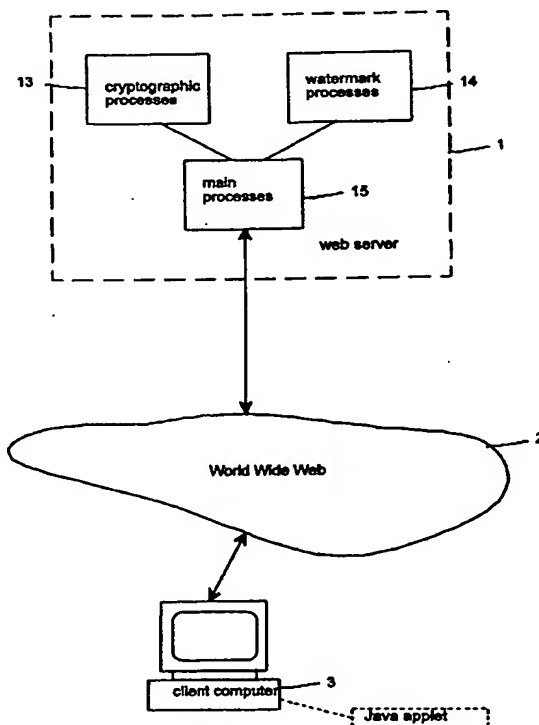 13
cryptographic
processes
watermark
processes
14
1
main
processes
15
web server
2
World Wide Web
client computer
3
Java applet